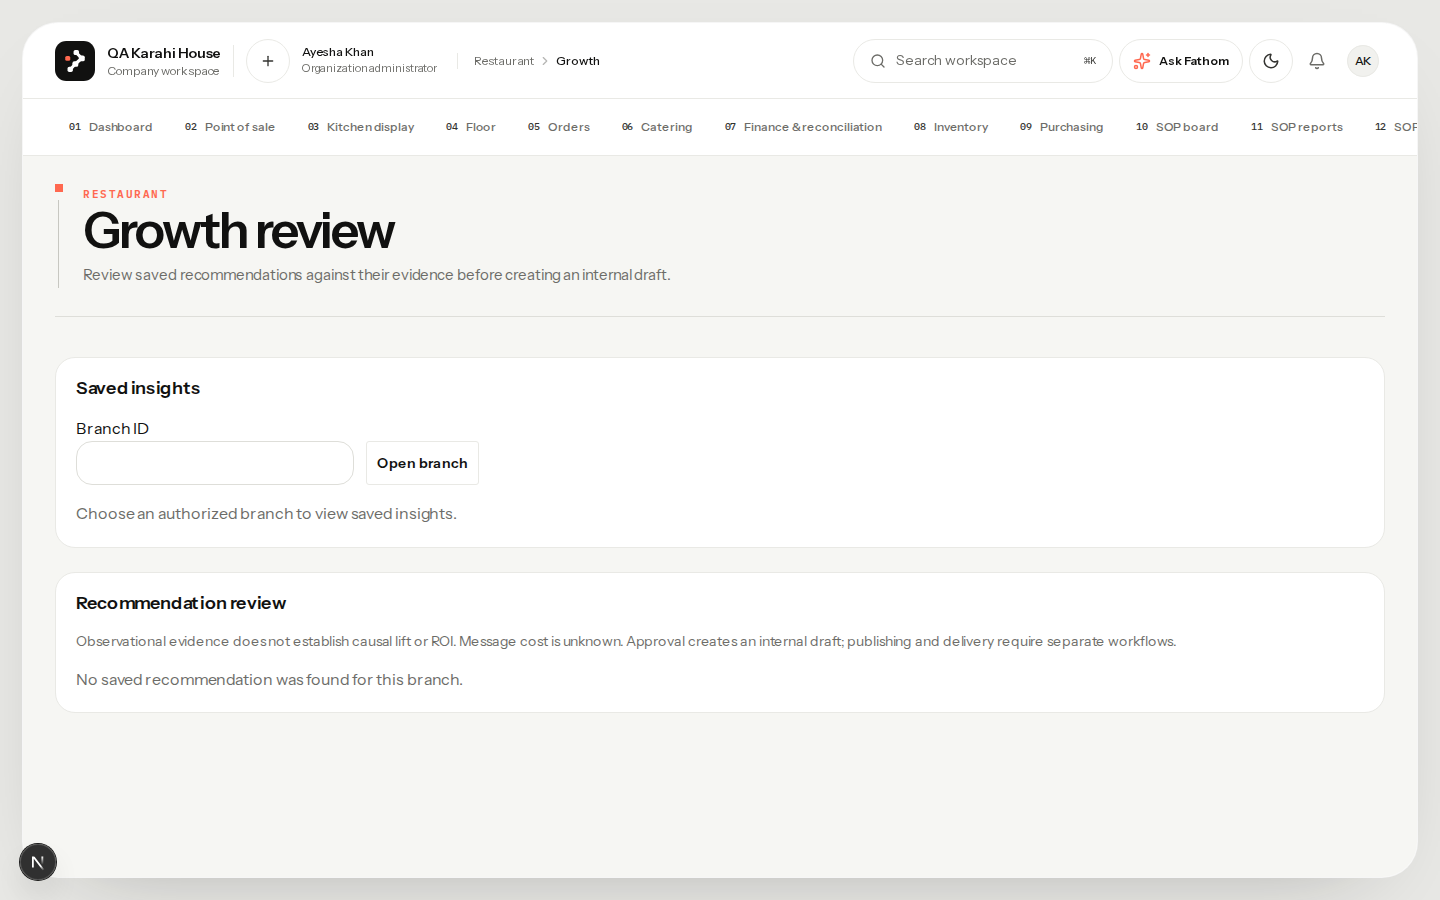 QA Karahi House
Company workspace
Ayesha Khan
Organization administrator
Restaurant > Growth
Search workspace ⌘K
Ask Fathom
AK
01 Dashboard 02 Point of sale 03 Kitchen display 04 Floor 05 Orders 06 Catering 07 Finance & reconciliation 08 Inventory 09 Purchasing 10 SOP board 11 SOP reports 12 SOP
RESTAURANT
Growth review
Review saved recommendations against their evidence before creating an internal draft.
Saved insights
Branch ID
Open branch
Choose an authorized branch to view saved insights.
Recommendation review
Observational evidence does not establish causal lift or ROI. Message cost is unknown. Approval creates an internal draft; publishing and delivery require separate workflows.
No saved recommendation was found for this branch.
N